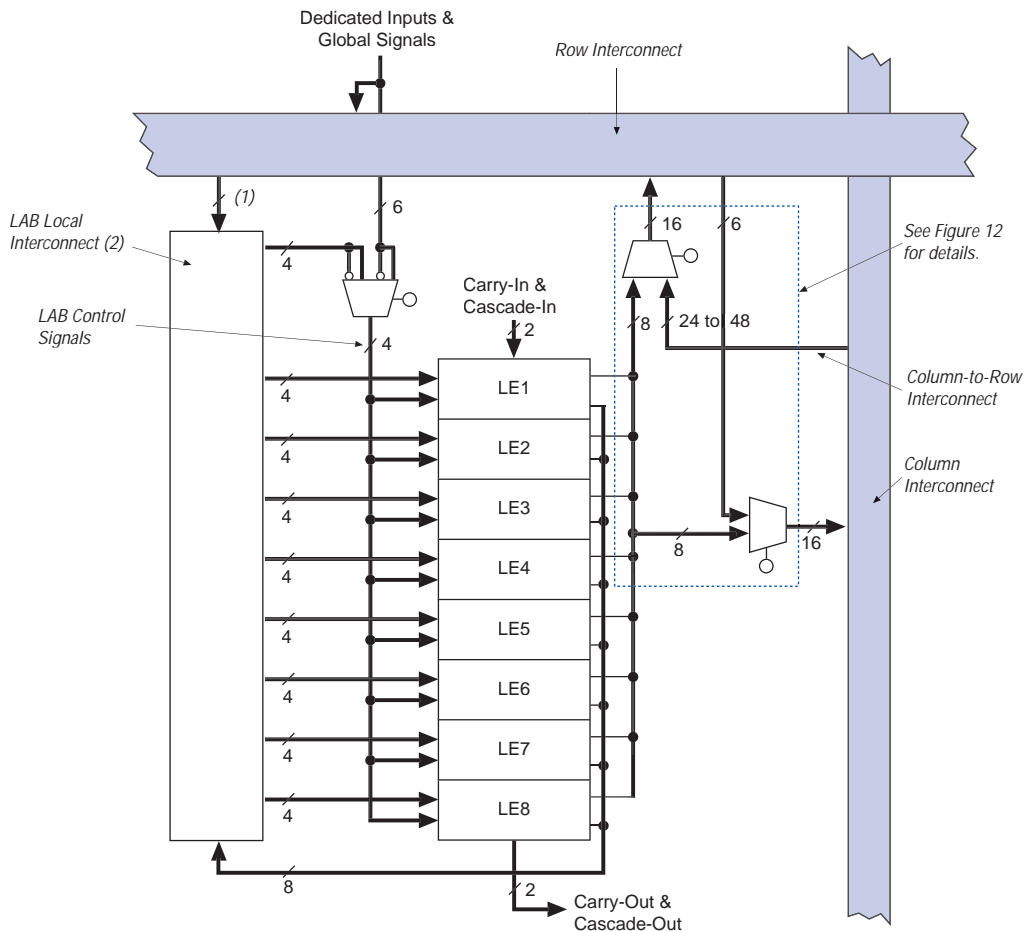 Dedicated Inputs &
Global Signals
Row Interconnect
(1)
6
LAB Local
Interconnect (2)
16
6
See Figure 12
for details.
4
Carry-In &
Cascade-In
LAB Control
Signals
2
8
24 to 48
4
Column-to-Row
Interconnect
LE1
4
LE2
4
Column
Interconnect
LE3
4
8
16
LE4
4
LE5
4
LE6
4
LE7
4
LE8
4
8
2
Carry-Out &
Cascade-Out